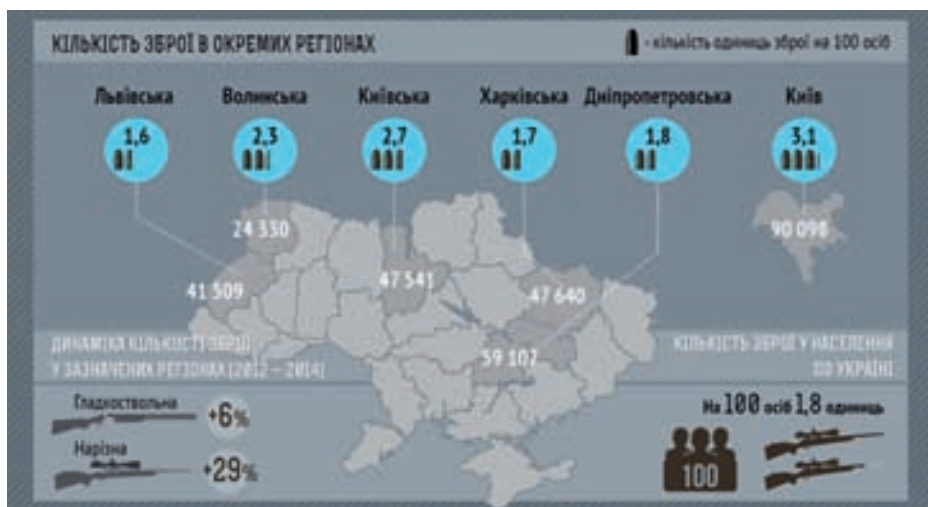 КІЛЬКІСТЬ ЗБРОЇ В ОКРЕМИХ РЕГІОНАХ
- кількість одиниць зброї на 100 осіб
Львівська Волинська Київська Харківська Дніпропетровська Київ
1,6 2,3 2,7 1,7 1,8 3,1
24 330
90 098
47 541
41 509
47 640
59 107
ДИНАМІКА КІЛЬКОСТІ ЗБРОЇ
У ЗАЗНАЧЕНИХ РЕГІОНАХ (2012 – 2014)
КІЛЬКІСТЬ ЗБРОЇ У НАСЕЛЕННЯ
ПО УКРАЇНІ
Гладкоствольна
+6%
Нарізна
+29%
На 100 осіб 1,8 одиниць
100